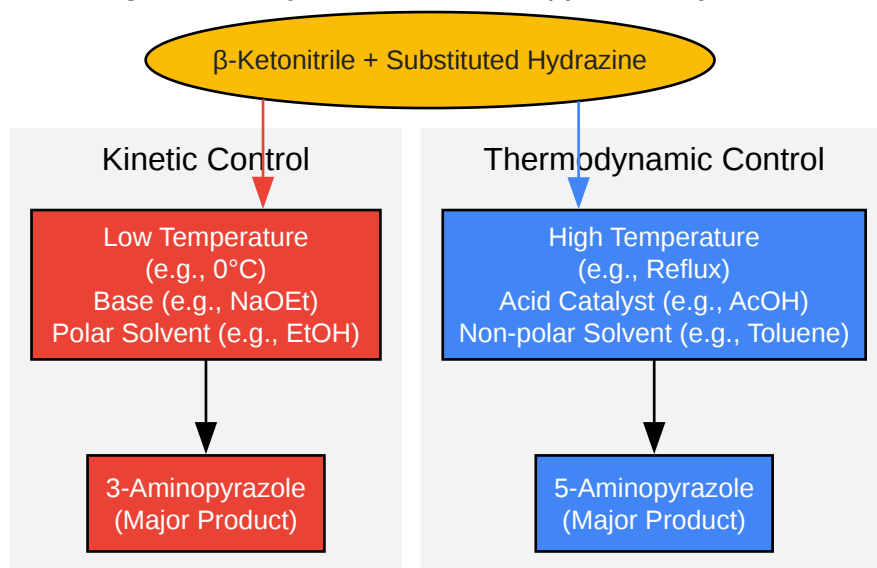 β-Ketonitrile + Substituted Hydrazine
Kinetic Control
Thermodynamic Control
Low Temperature
(e.g., 0°C)
Base (e.g., NaOEt)
Polar Solvent (e.g., EtOH)
High Temperature
(e.g., Reflux)
Acid Catalyst (e.g., AcOH)
Non-polar Solvent (e.g., Toluene)
3-Aminopyrazole
(Major Product)
5-Aminopyrazole
(Major Product)